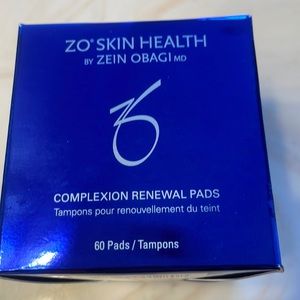 ZO® SKIN HEALTH
BY ZEIN OBAGI MD
COMPLEXION RENEWAL PADS
Tampons pour renouvellement du teint
60 Pads / Tampons